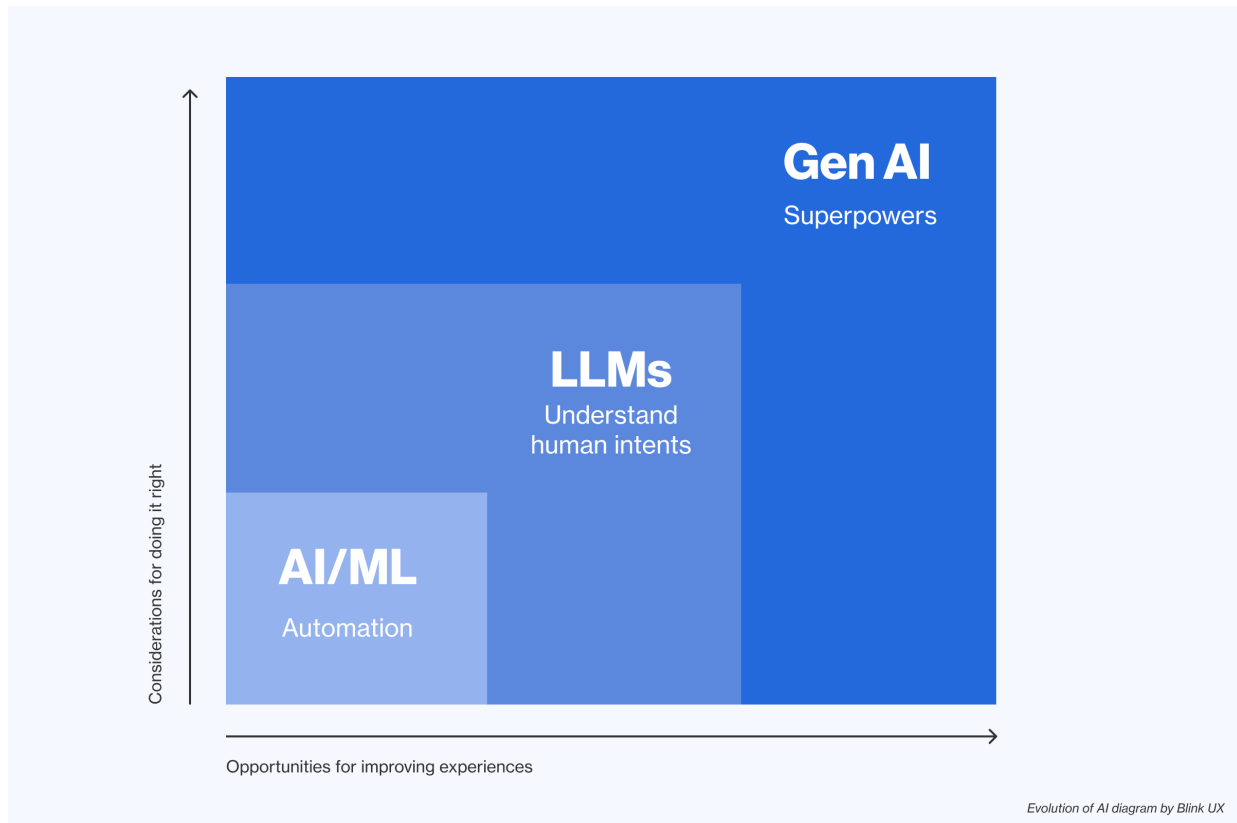 Gen AI
Superpowers
LLMs
Understand
human intents
AI/ML
Automation
Considerations for doing it right
Opportunities for improving experiences
Evolution of AI diagram by Blink UX